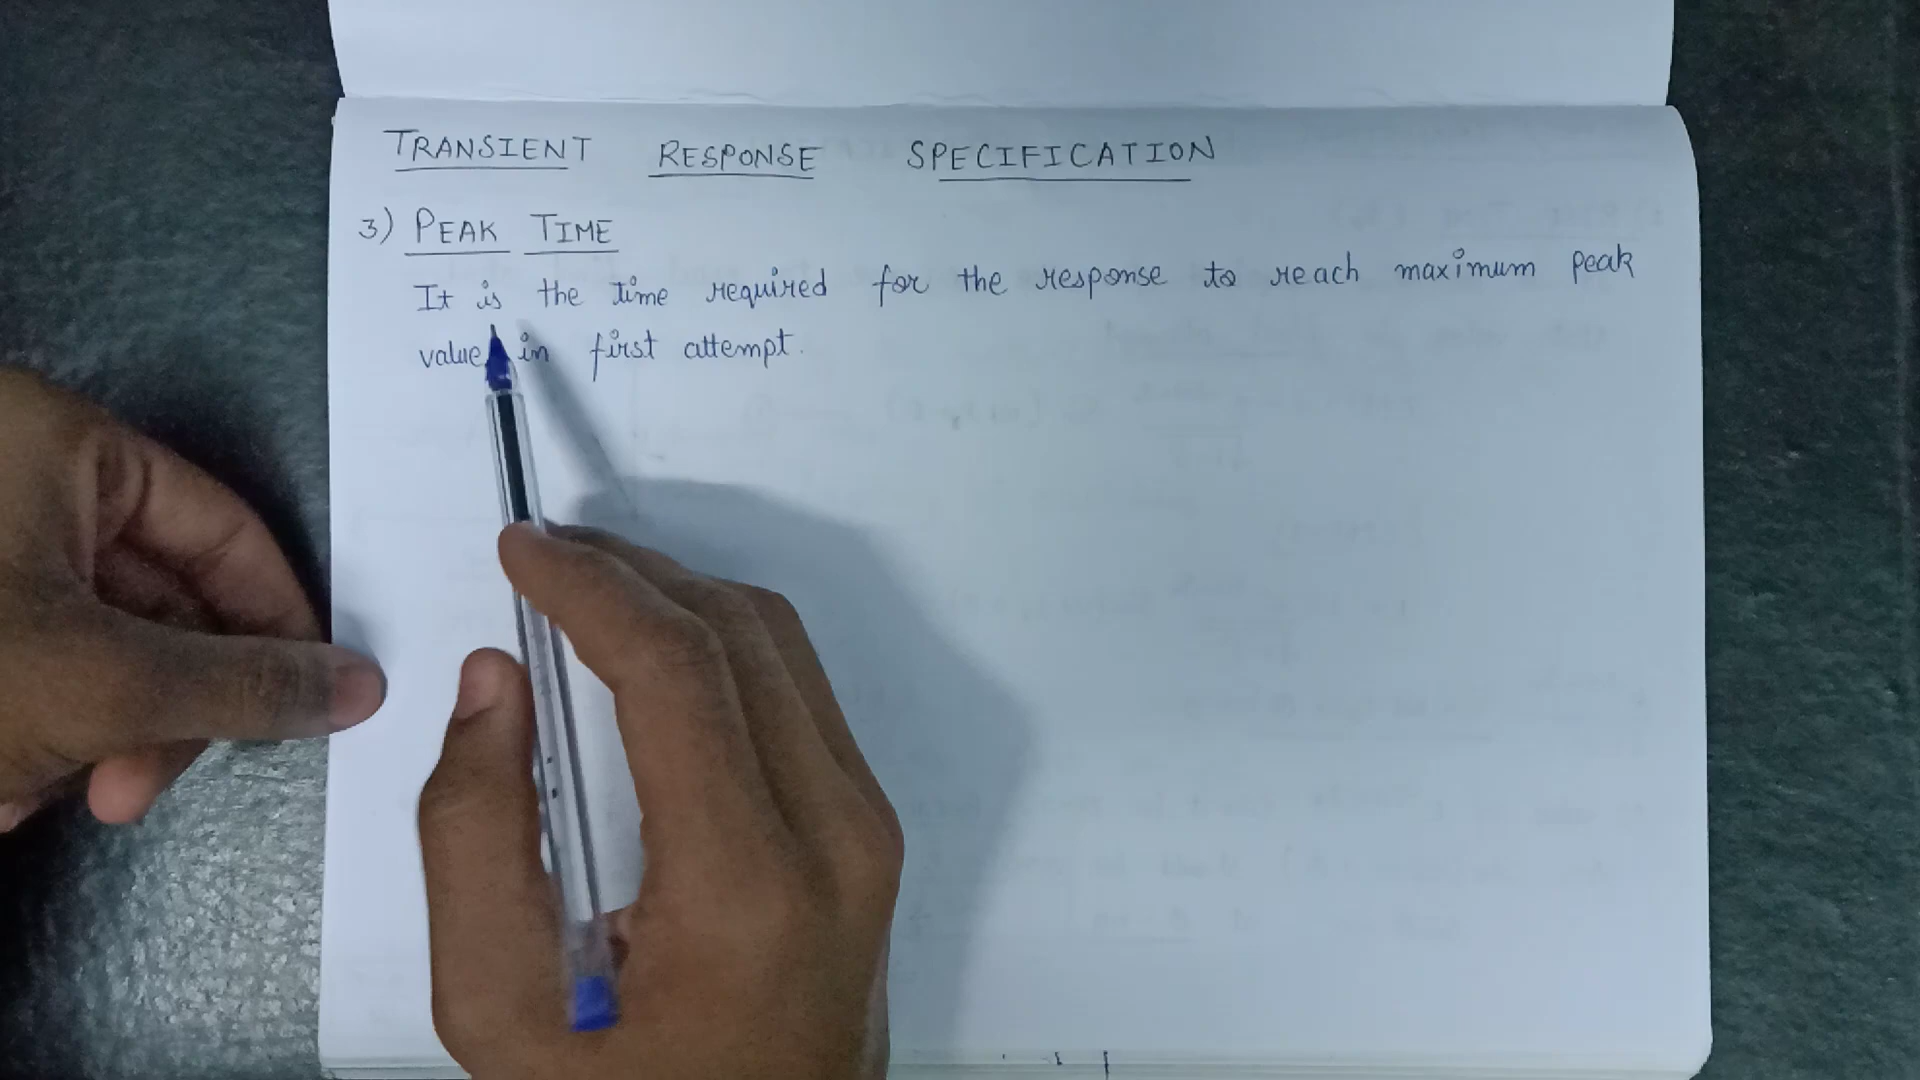 TRANSIENT RESPONSE SPECIFICATION
3) PEAK TIME
It is the time required for the response to reach maximum peak
value in first attempt.